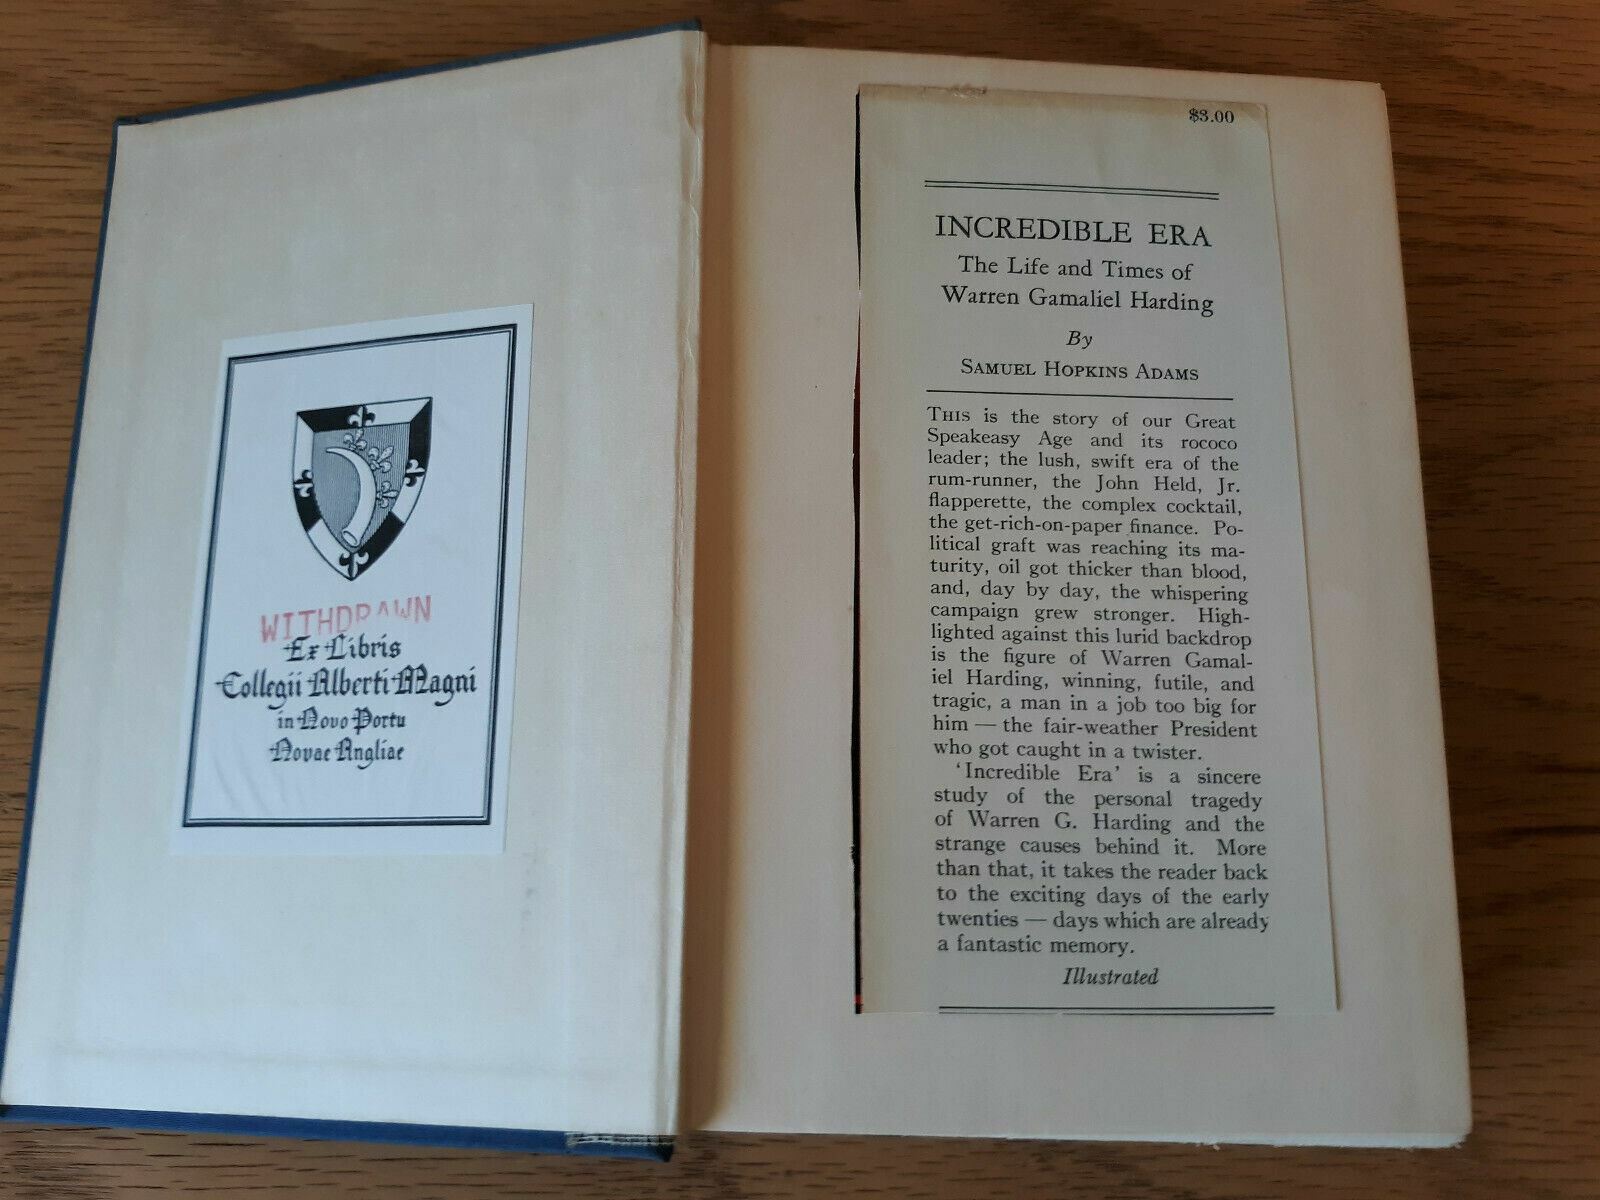 WITHDRAWN
Ex Libris
Collegii Alberti Magni
in Novo Portu
Novae Angliae
$3.00
INCREDIBLE ERA
The Life and Times of
Warren Gamaliel Harding
By
SAMUEL HOPKINS ADAMS
THIS is the story of our Great
Speakeasy Age and its rococo
leader; the lush, swift era of the
rum-runner, the John Held, Jr.
flapperette, the complex cocktail,
the get-rich-on-paper finance. Po-
litical graft was reaching its ma-
turity, oil got thicker than blood,
and, day by day, the whispering
campaign grew stronger. High-
lighted against this lurid backdrop
is the figure of Warren Gamal-
iel Harding, winning, futile, and
tragic, a man in a job too big for
him — the fair-weather President
who got caught in a twister.
'Incredible Era' is a sincere
study of the personal tragedy
of Warren G. Harding and the
strange causes behind it. More
than that, it takes the reader back
to the exciting days of the early
twenties — days which are already
a fantastic memory.
Illustrated